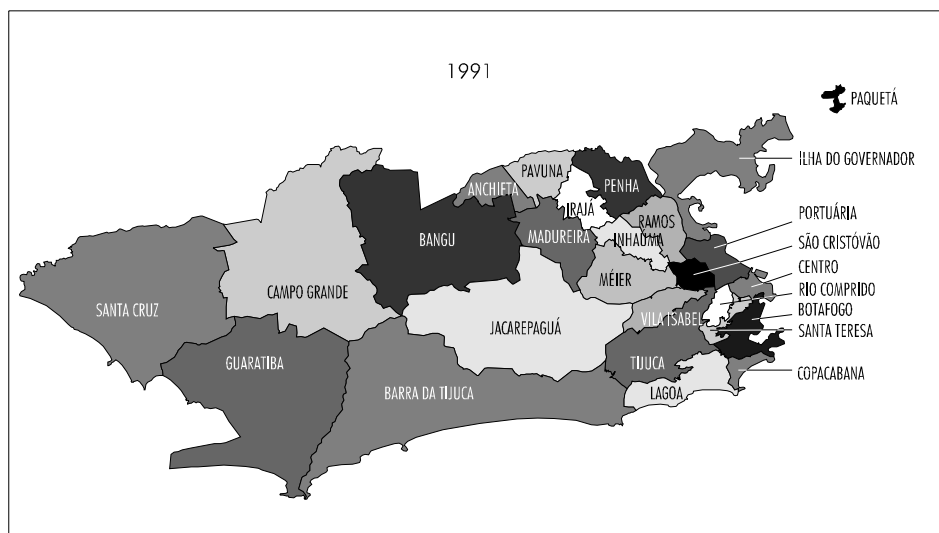 1991
PAQUETÁ
ILHA DO GOVERNADOR
PAVUNA
PENHA
ANCHIETA
IRAJÁ
RAMOS
PORTUÁRIA
BANGU
MADUREIRA
INHAÚMA
SÃO CRISTÓVÃO
CENTRO
MÉIER
RIO COMPRIDO
CAMPO GRANDE
SANTA CRUZ
BOTAFOGO
VILA ISABEL
JACAREPAGUÁ
SANTA TERESA
GUARATIBA
TIJUCA
COPACABANA
BARRA DA TIJUCA
LAGOA